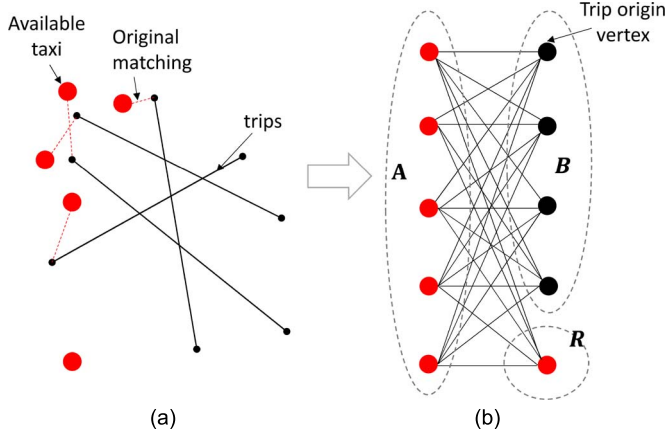 Available
taxi
Original
matching
trips
(a)
Trip origin
vertex
A
B
R
(b)